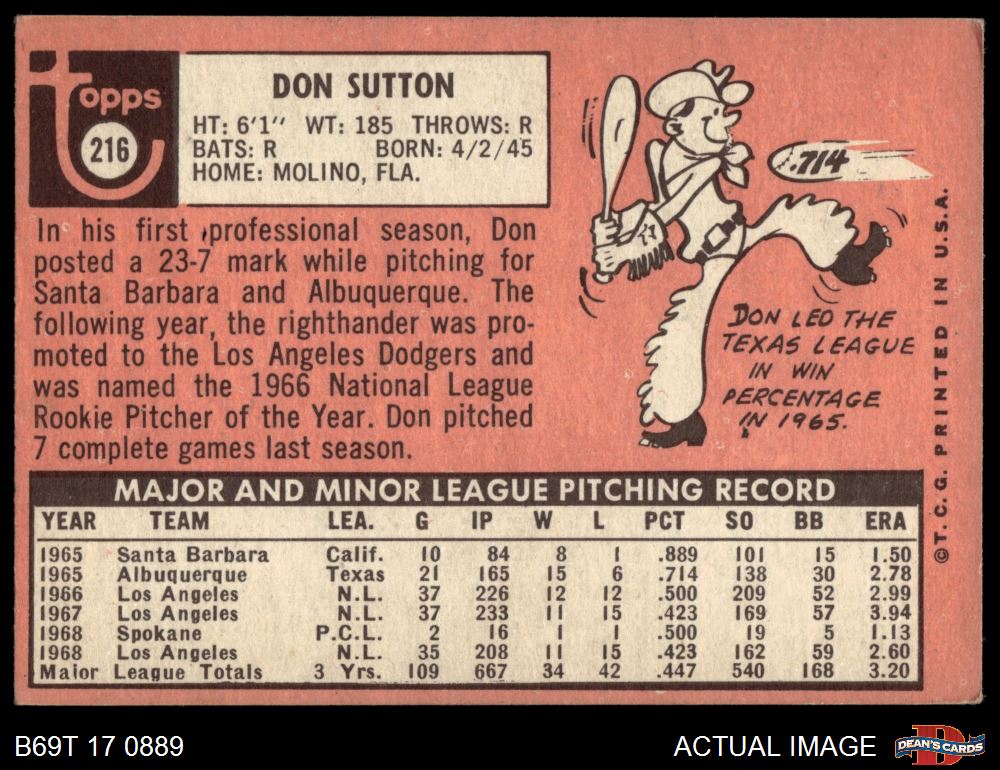 topps
216
DON SUTTON
HT: 6'1" WT: 185 THROWS: R
BATS: R BORN: 4/2/45
HOME: MOLINO, FLA.
In his first professional season, Don
posted a 23-7 mark while pitching for
Santa Barbara and Albuquerque. The
following year, the righthander was pro-
moted to the Los Angeles Dodgers and
was named the 1966 National League
Rookie Pitcher of the Year. Don pitched
7 complete games last season.
.714
DON LED THE
TEXAS LEAGUE
IN WIN
PERCENTAGE
IN 1965.
© T. C. G. PRINTED IN U.S.A.
MAJOR AND MINOR LEAGUE PITCHING RECORD
YEAR TEAM LEA. G IP W L PCT SO BB ERA
1965 Santa Barbara Calif. 10 84 8 1 .889 101 15 1.50
1965 Albuquerque Texas 21 165 15 6 .714 138 30 2.78
1966 Los Angeles N.L. 37 226 12 12 .500 209 52 2.99
1967 Los Angeles N.L. 37 233 11 15 .423 169 57 3.94
1968 Spokane P.C.L. 2 16 1 1 .500 19 5 1.13
1968 Los Angeles N.L. 35 208 11 15 .423 162 59 2.60
Major League Totals 3 Yrs. 109 667 34 42 .447 540 168 3.20
B69T 17 0889
ACTUAL IMAGE
D
DEAN'S CARDS